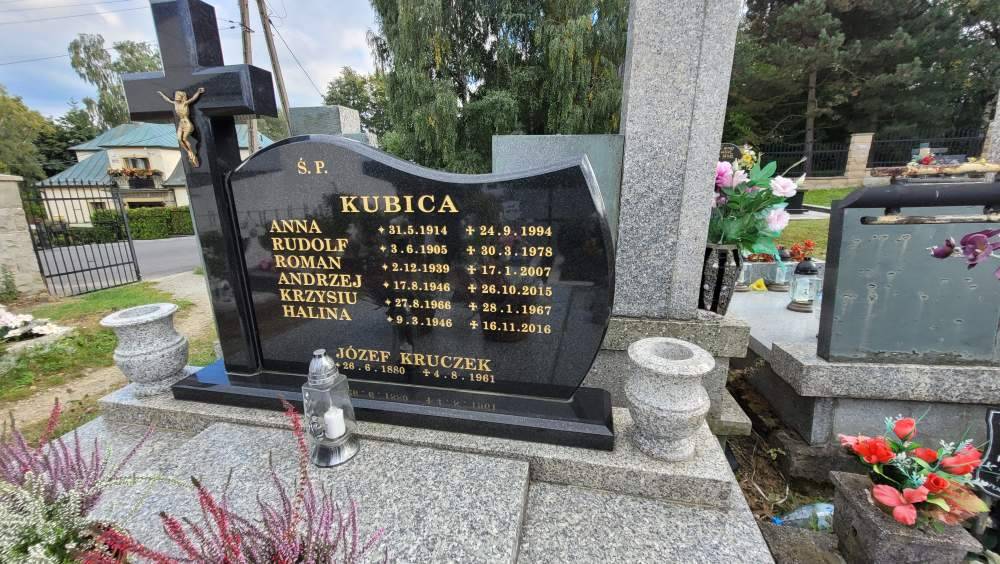 Ś. P.
KUBICA
ANNA * 31.5.1914 + 24.9.1994
RUDOLF * 3.6.1905 + 30.3.1978
ROMAN * 2.12.1939 + 17.1.2007
ANDRZEJ * 17.8.1946 + 26.10.2015
KRZYSIU * 27.8.1966 + 28.1.1967
HALINA * 9.3.1946 + 16.11.2016
JÓZEF KRUCZEK
* 26.6.1880 + 4.8.1961